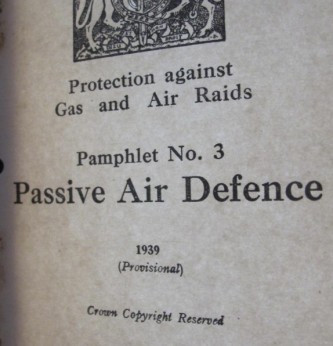 Protection against
Gas and Air Raids
Pamphlet No. 3
Passive Air Defence
1939
(Provisional)
Crown Copyright Reserved